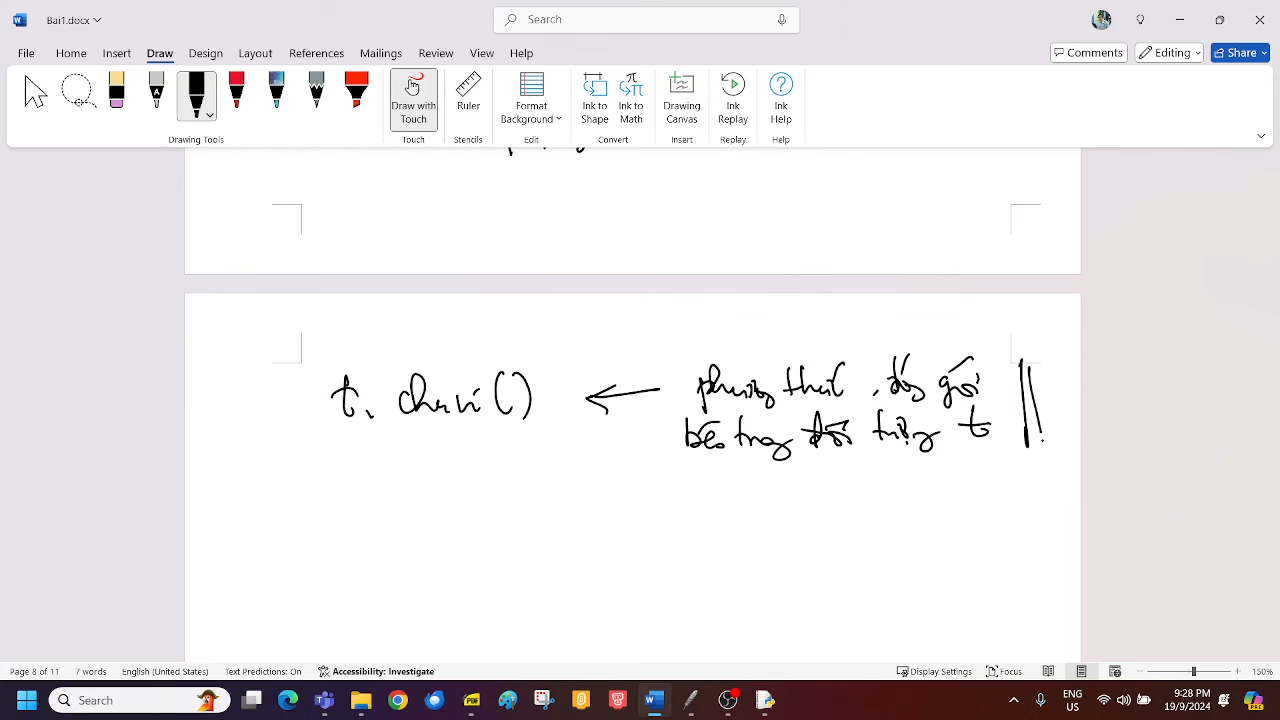 Bai1.docx
Search
File Home Insert Draw Design Layout References Mailings Review View Help
Comments Editing Share
Draw with Touch
Ruler
Format Background
Ink to Shape
Ink to Math
Drawing Canvas
Ink Replay
Ink Help
Drawing Tools Touch Stencils Edit Convert Insert Replay Help
t. chuvi() ← phương thức, đóng gói
bên trong đối tượng t
Page 8 of 11 7 words English (United States) Text Predictions: On Accessibility: Investigate Display Settings Focus 150%
Search
ENG US
9:28 PM
19/9/2024